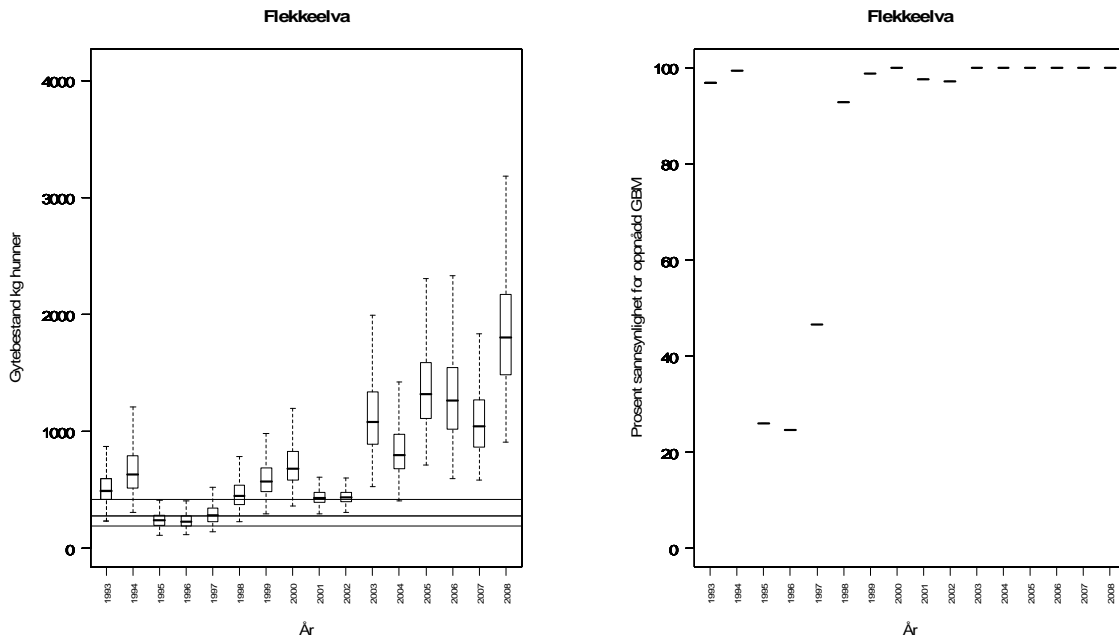 Flekkeelva
Gytebestand kg hunner
4000
3000
2000
1000
0
1993 1994 1995 1996 1997 1998 1999 2000 2001 2002 2003 2004 2005 2006 2007 2008
År
Flekkeelva
Prosent sannsynlighet for oppnådd GBM
100
80
60
40
20
0
1993 1994 1995 1996 1997 1998 1999 2000 2001 2002 2003 2004 2005 2006 2007 2008
År